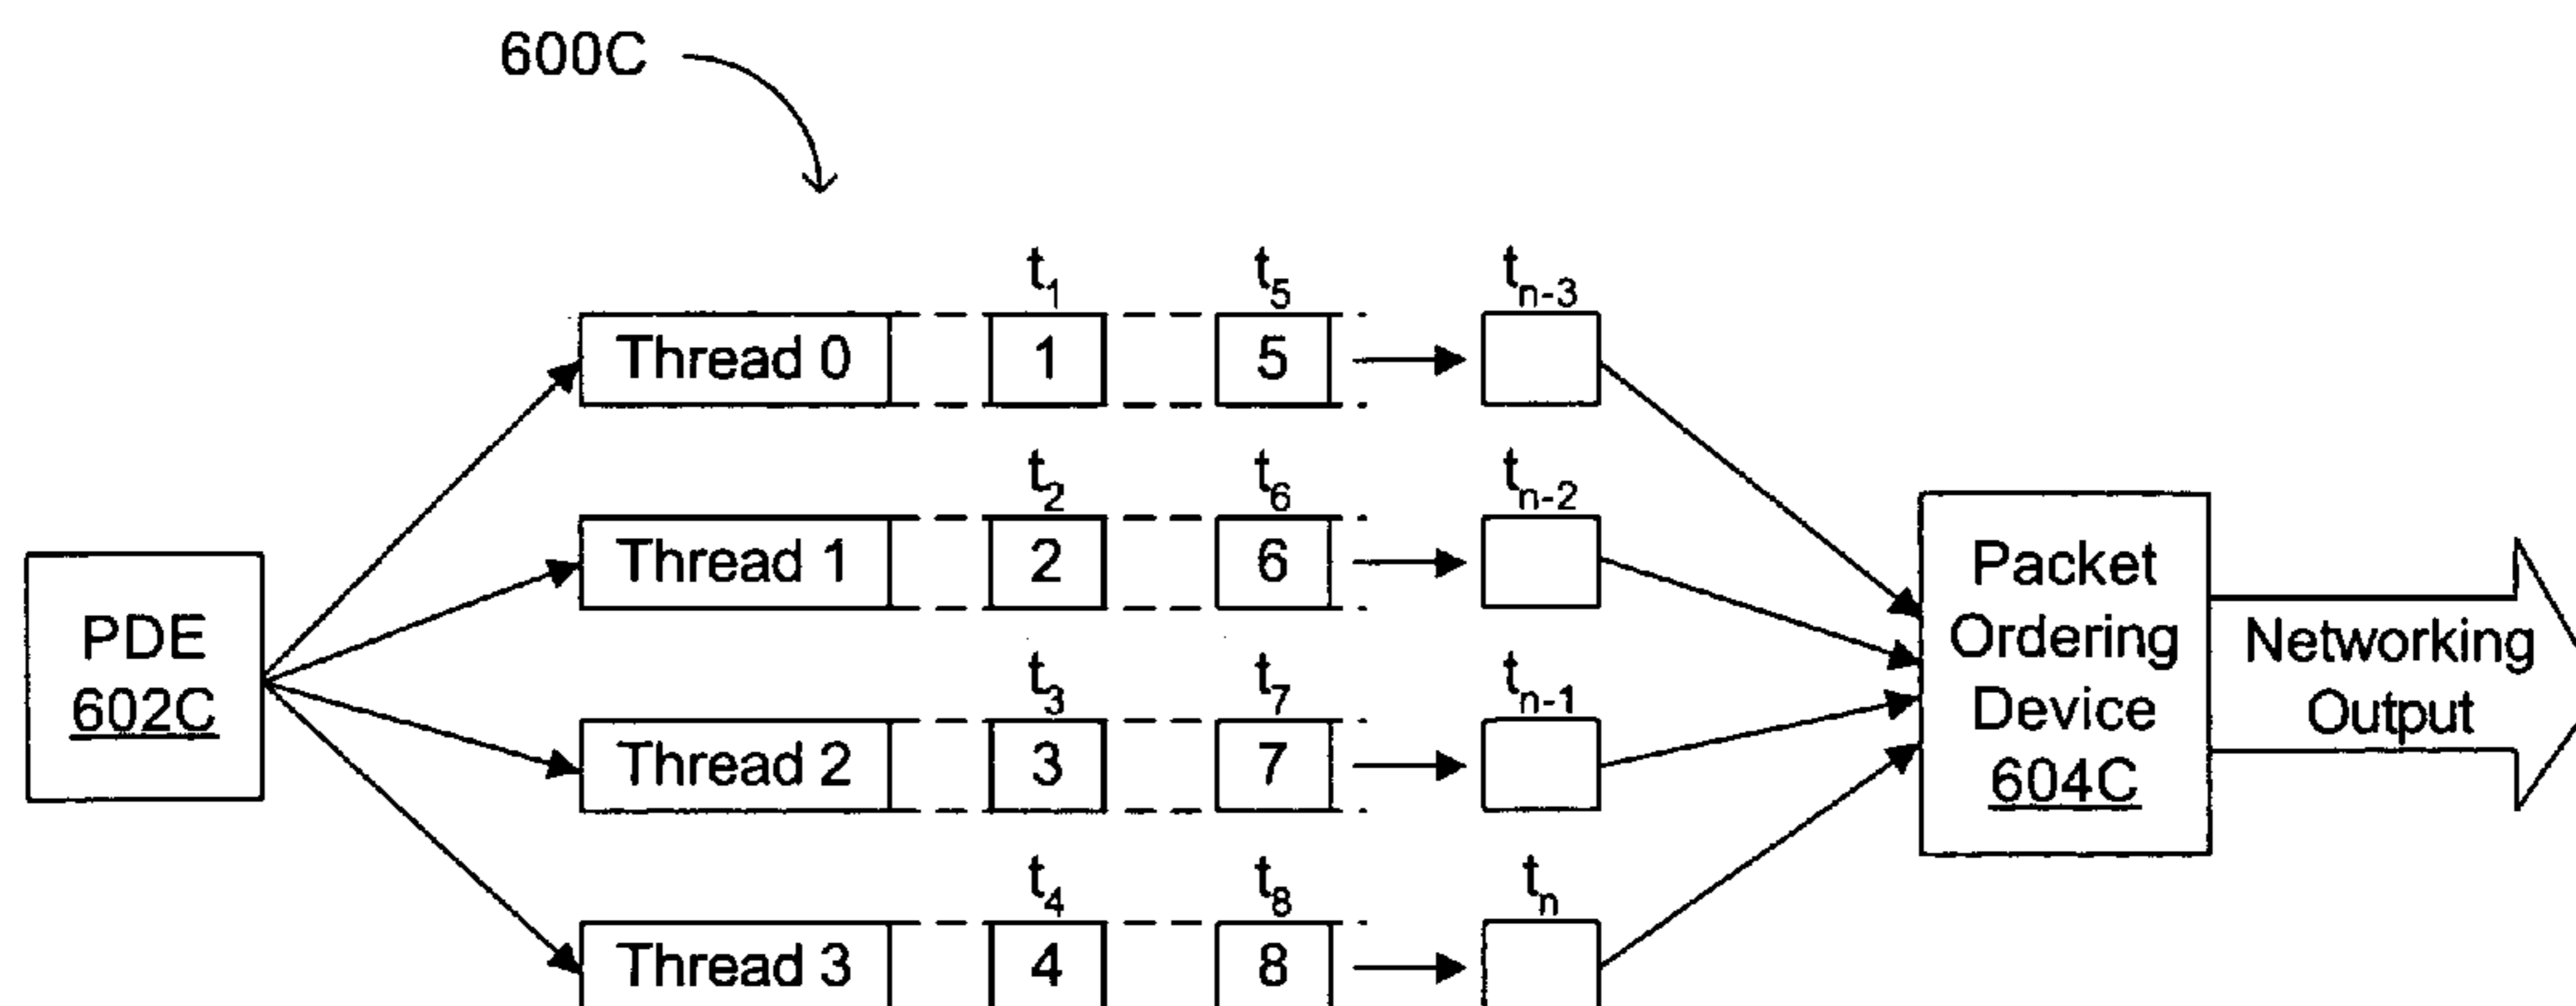 600C
t1 t5 tn-3
Thread 0 1 5
t2 t6 tn-2
Thread 1 2 6
t3 t7 tn-1
Thread 2 3 7
t4 t8 tn
Thread 3 4 8
PDE
602C
Packet
Ordering
Device
604C
Networking
Output